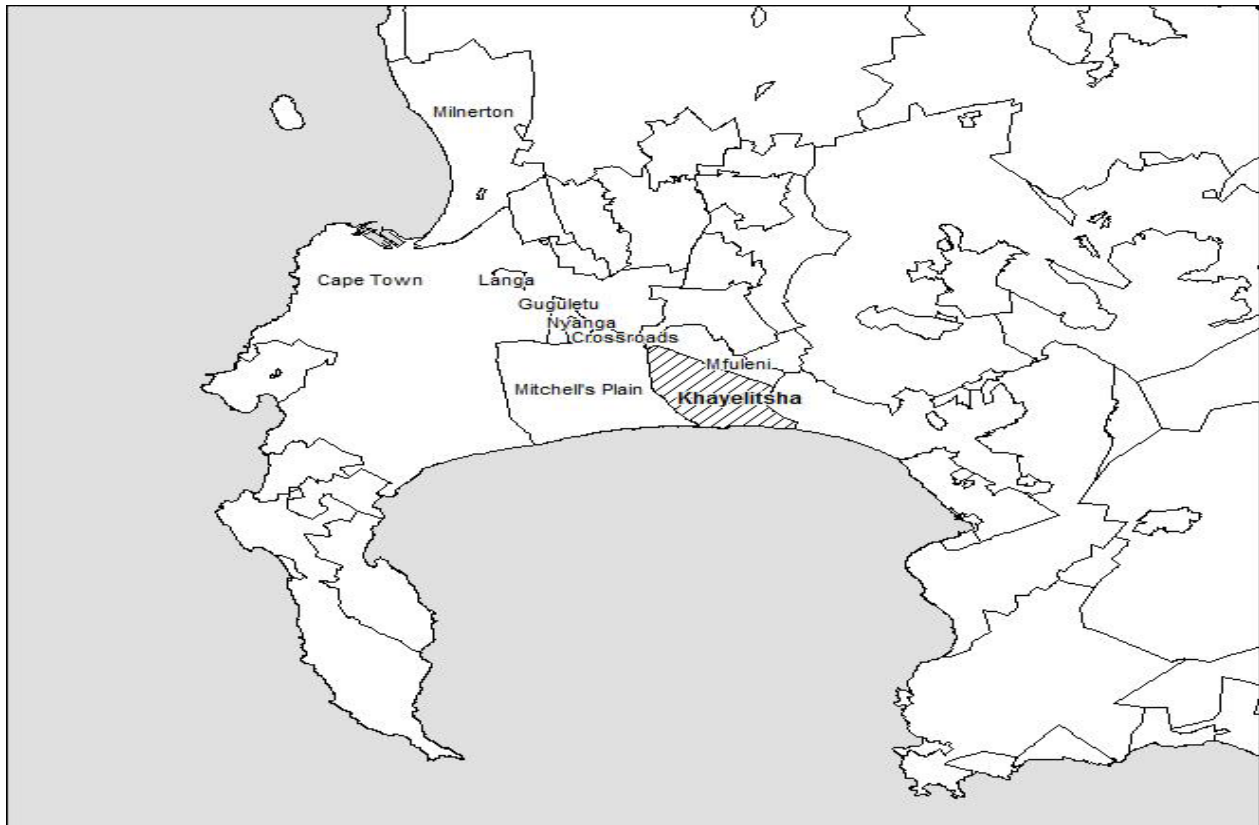 Milnerton
Cape Town
Langa
Guguletu
Nyanga
Crossroads
Mfuleni
Mitchell's Plain
Khayelitsha